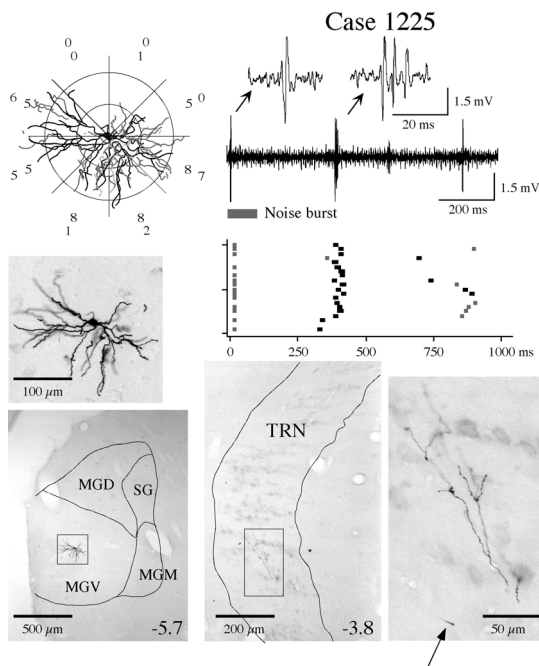 Case 1225
0 0
0 1
6 5
5 0
5 5
8 7
8 1
8 2
1.5 mV
20 ms
1.5 mV
200 ms
Noise burst
0 250 500 750 1000 ms
100 µm
TRN
MGD
SG
MGV
MGM
500 µm
-5.7
200 µm
-3.8
50 µm